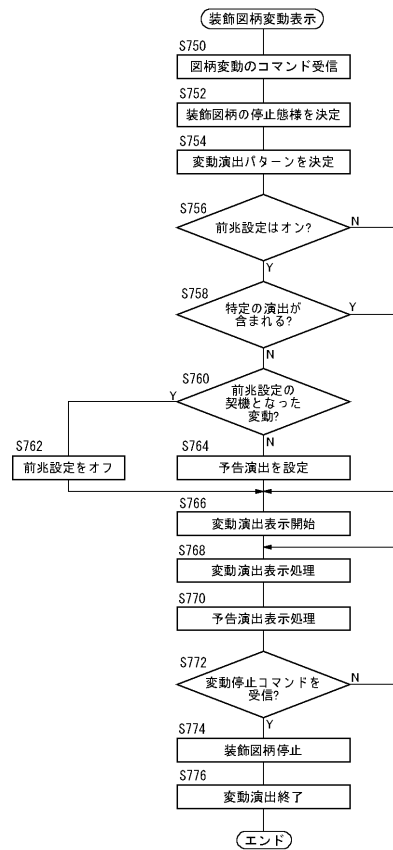 装飾図柄変動表示
S750
図柄変動のコマンド受信
S752
装飾図柄の停止態様を決定
S754
変動演出パターンを決定
S756
前兆設定はオン?
N
Y
S758
特定の演出が
含まれる?
Y
N
S760
前兆設定の
契機となった
変動?
Y
N
S762
前兆設定をオフ
S764
予告演出を設定
S766
変動演出表示開始
S768
変動演出表示処理
S770
予告演出表示処理
S772
変動停止コマンドを
受信?
N
Y
S774
装飾図柄停止
S776
変動演出終了
エンド